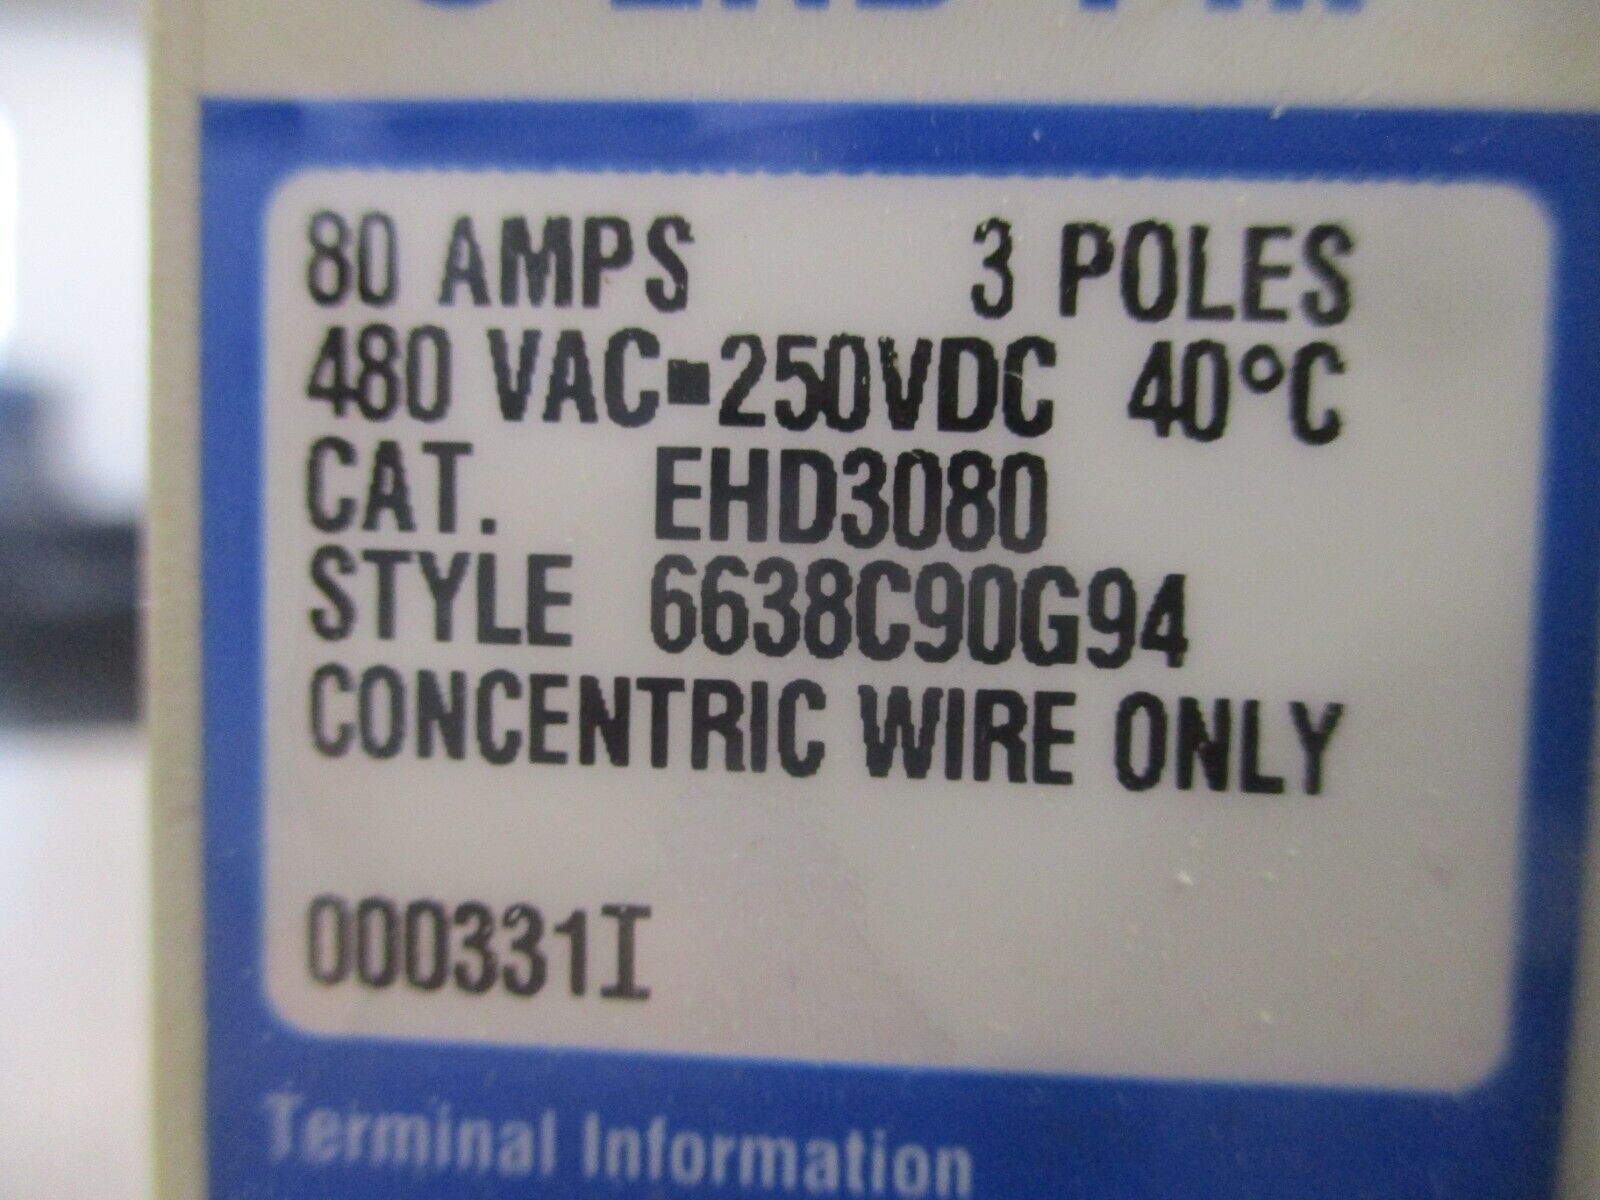 80 AMPS 3 POLES
480 VAC▪250VDC 40°C
CAT. EHD3080
STYLE 6638C90G94
CONCENTRIC WIRE ONLY
000331I
Terminal Information